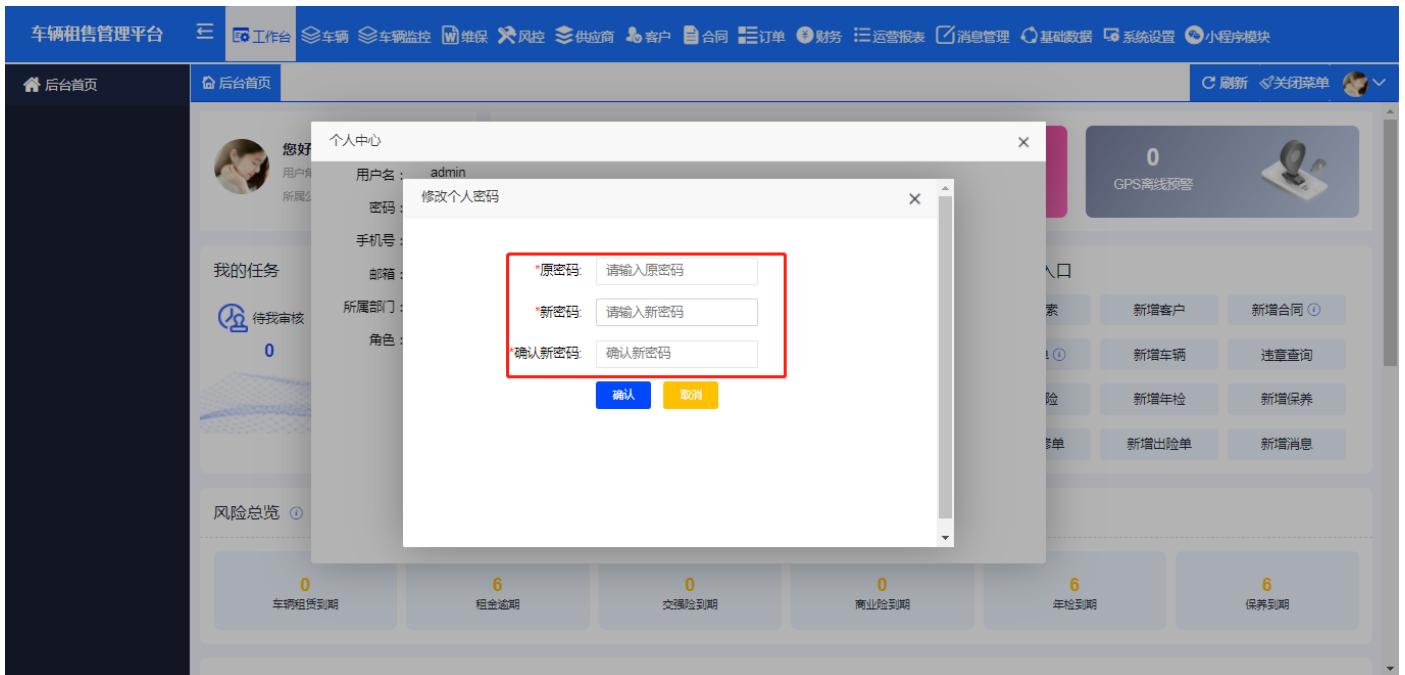 车辆租售管理平台
工作台 车辆 车辆监控 维保 风控 供应商 客户 合同 订单 财务 运营报表 消息管理 基础数据 系统设置 小程序模块
后台首页
后台首页
刷新 关闭菜单
您好
用户
所属
个人中心
用户名： admin
密码：
手机号：
邮箱：
所属部门：
角色：
修改个人密码
*原密码: 请输入原密码
*新密码: 请输入新密码
*确认新密码: 确认新密码
确认 取消
0
GPS离线预警
我的任务
待我审核
0
入口
索 新增客户 新增合同
新增车辆 违章查询
险 新增年检 新增保养
单 新增出险单 新增消息
风险总览
0 6 0 0 6 6
车辆租赁到期 租金逾期 交强险到期 商业险到期 年检到期 保养到期